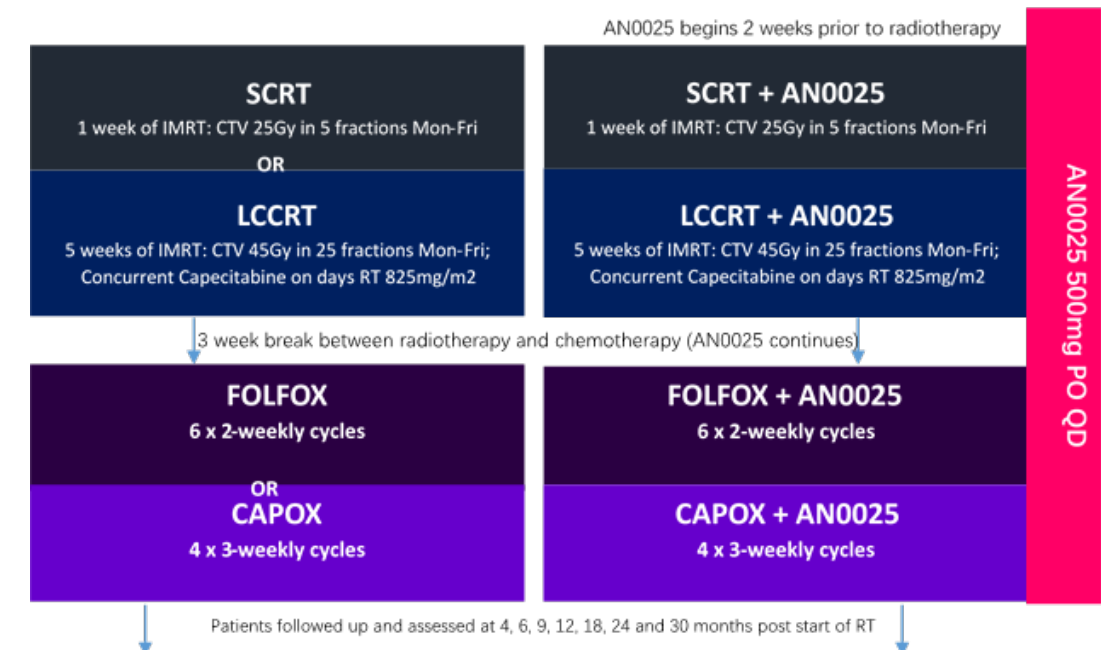 AN0025 begins 2 weeks prior to radiotherapy
SCRT
1 week of IMRT: CTV 25Gy in 5 fractions Mon-Fri
OR
LCCRT
5 weeks of IMRT: CTV 45Gy in 25 fractions Mon-Fri;
Concurrent Capecitabine on days RT 825mg/m2
SCRT + AN0025
1 week of IMRT: CTV 25Gy in 5 fractions Mon-Fri
LCCRT + AN0025
5 weeks of IMRT: CTV 45Gy in 25 fractions Mon-Fri;
Concurrent Capecitabine on days RT 825mg/m2
3 week break between radiotherapy and chemotherapy (AN0025 continues)
FOLFOX
6 x 2-weekly cycles
OR
CAPOX
4 x 3-weekly cycles
FOLFOX + AN0025
6 x 2-weekly cycles
CAPOX + AN0025
4 x 3-weekly cycles
AN0025 500mg PO QD
Patients followed up and assessed at 4, 6, 9, 12, 18, 24 and 30 months post start of RT